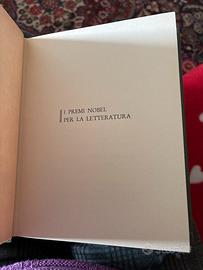 I PREMI NOBEL
PER LA LETTERATURA